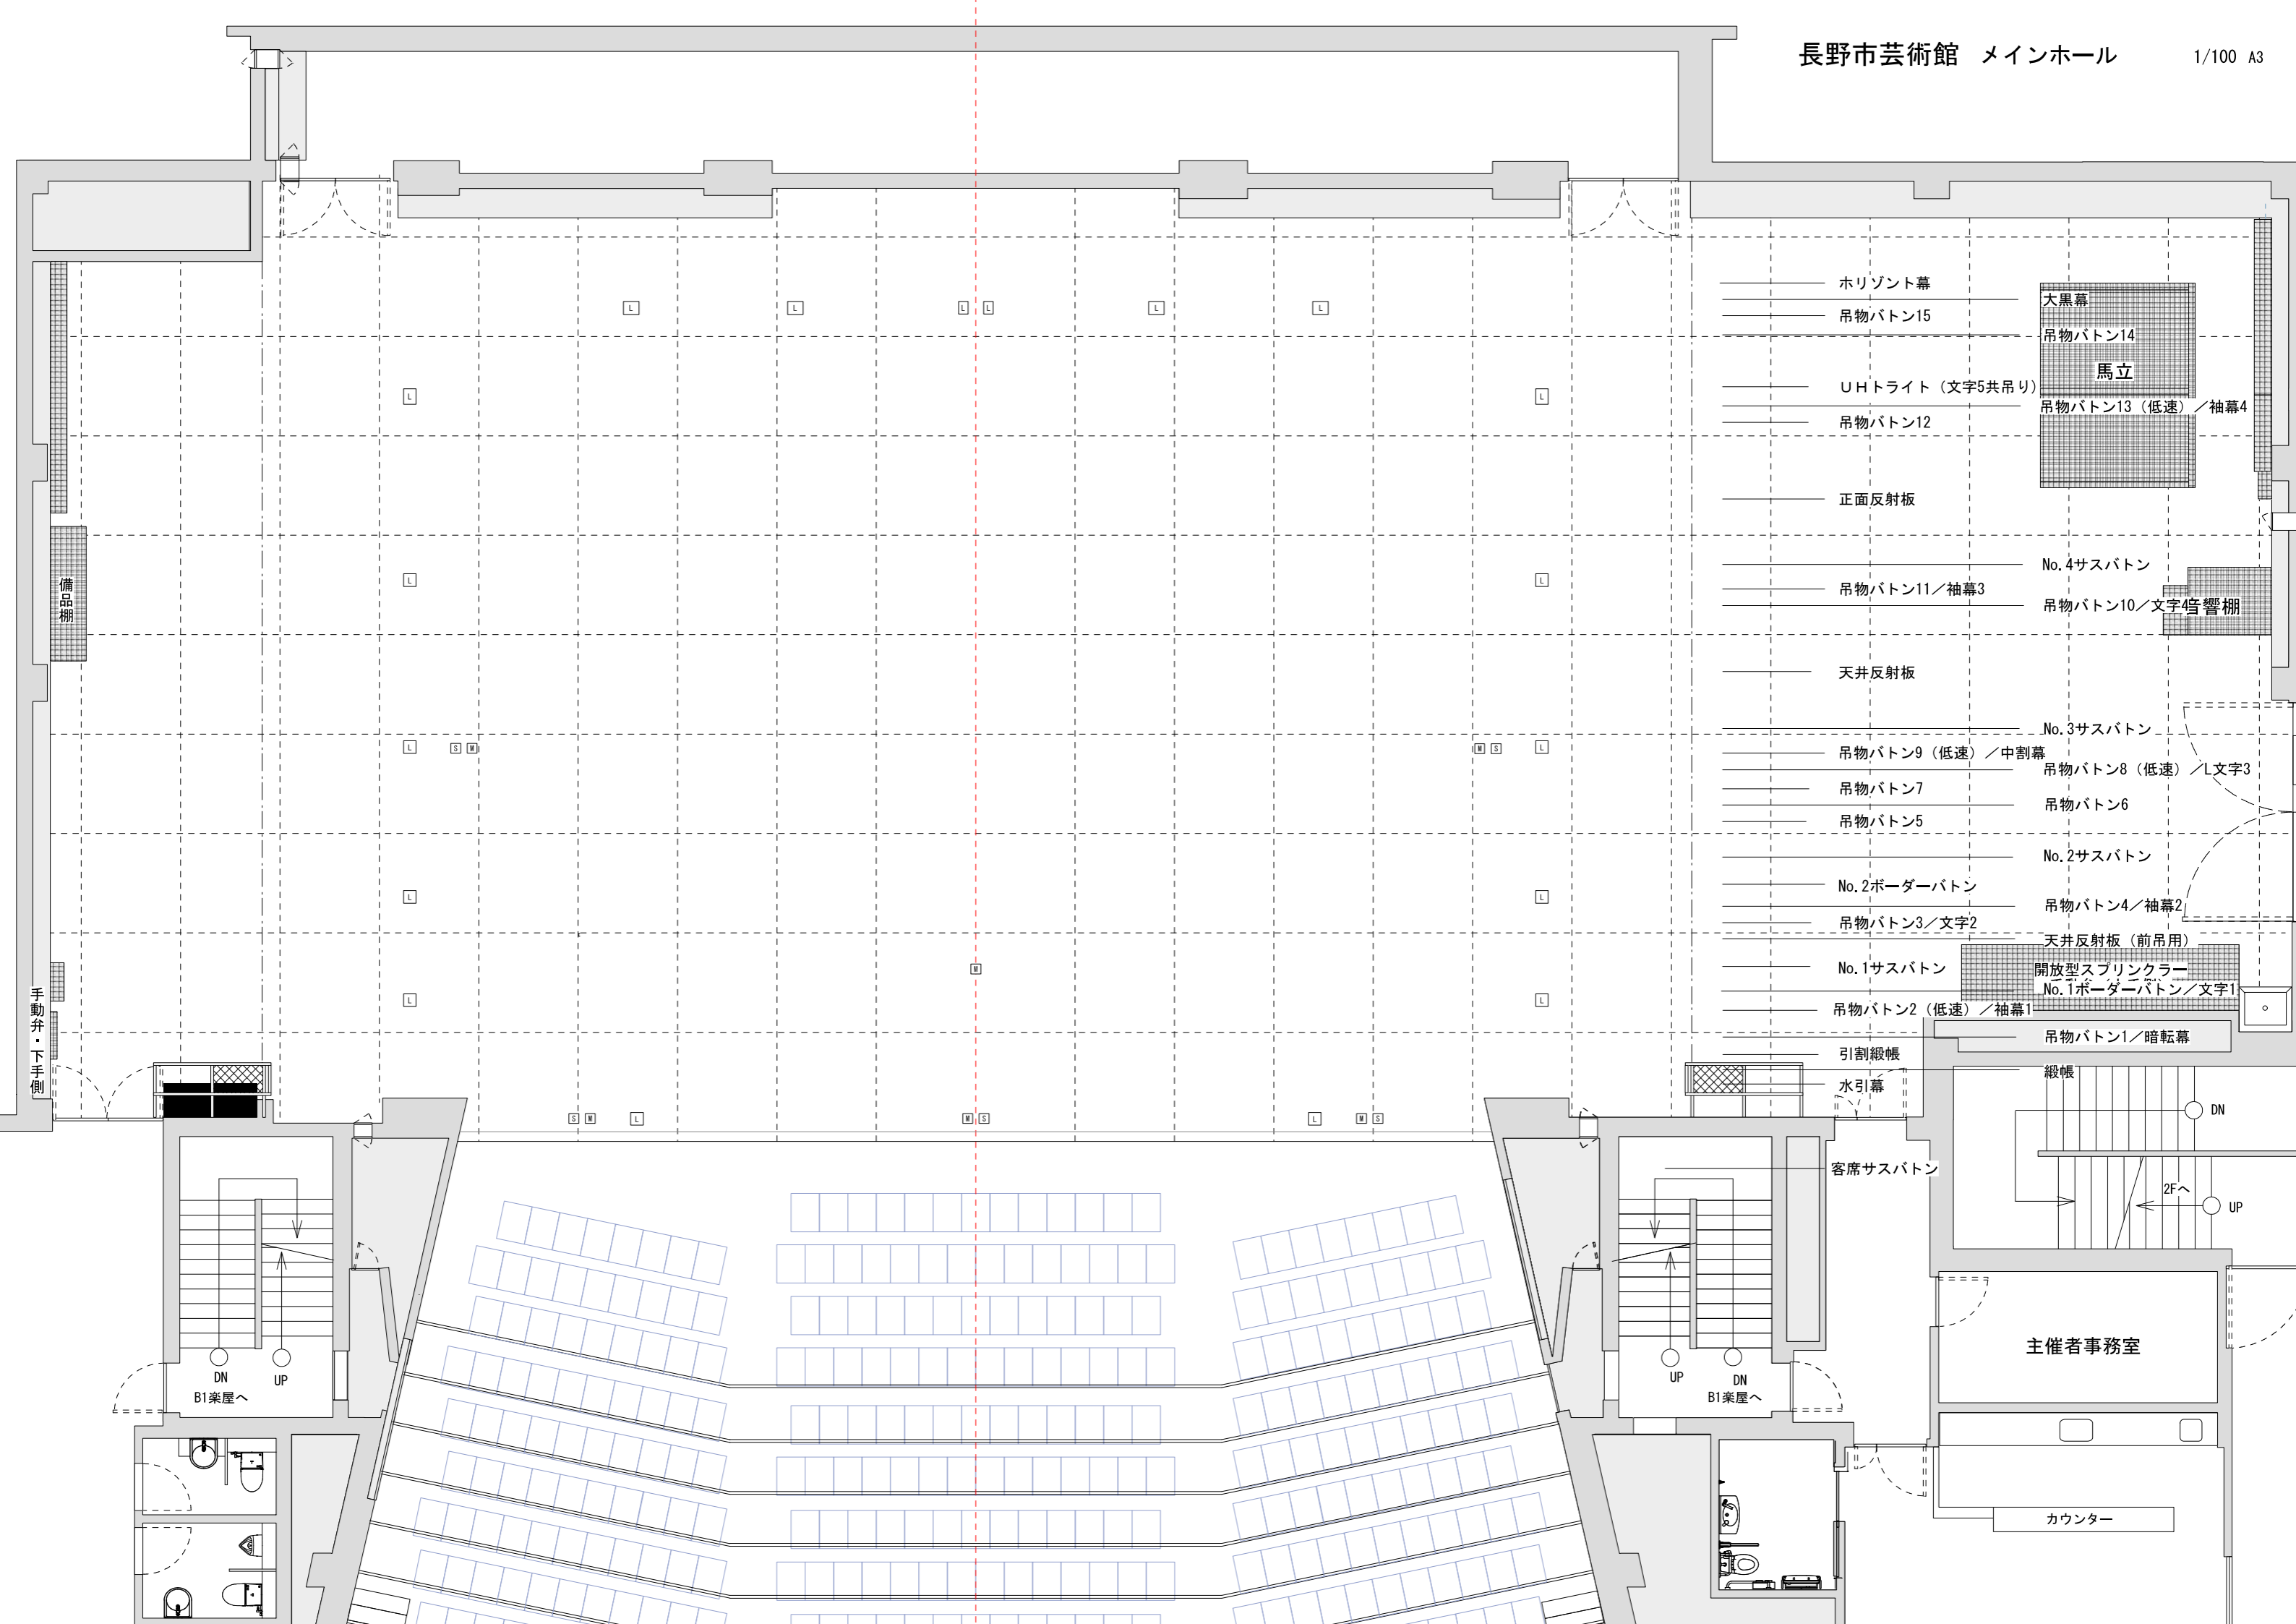 長野市芸術館 メインホール 1/100 A3
ホリゾント幕
大黒幕
吊物バトン15
吊物バトン14
馬立
UHトライト（文字5共吊り）
吊物バトン13（低速）／袖幕4
吊物バトン12
正面反射板
No.4サスバトン
備品棚
吊物バトン11／袖幕3
吊物バトン10／文字4
音響棚
天井反射板
No.3サスバトン
吊物バトン9（低速）／中割幕
吊物バトン8（低速）／L文字3
吊物バトン7
吊物バトン6
吊物バトン5
No.2サスバトン
No.2ボーダーバトン
吊物バトン4／袖幕2
吊物バトン3／文字2
天井反射板（前吊用）
No.1サスバトン
開放型スプリンクラー
No.1ボーダーバトン／文字1
吊物バトン2（低速）／袖幕1
手動弁・下手側
吊物バトン1／暗転幕
引割緞帳
緞帳
水引幕
DN
客席サスバトン
2Fへ
UP
主催者事務室
DN
UP
B1楽屋へ
UP
DN
B1楽屋へ
カウンター
L
L
L
L
L
L
L
L
L
L
L
S M
M S
L
L
L
M
L
L
S M
L
M S
L
M S